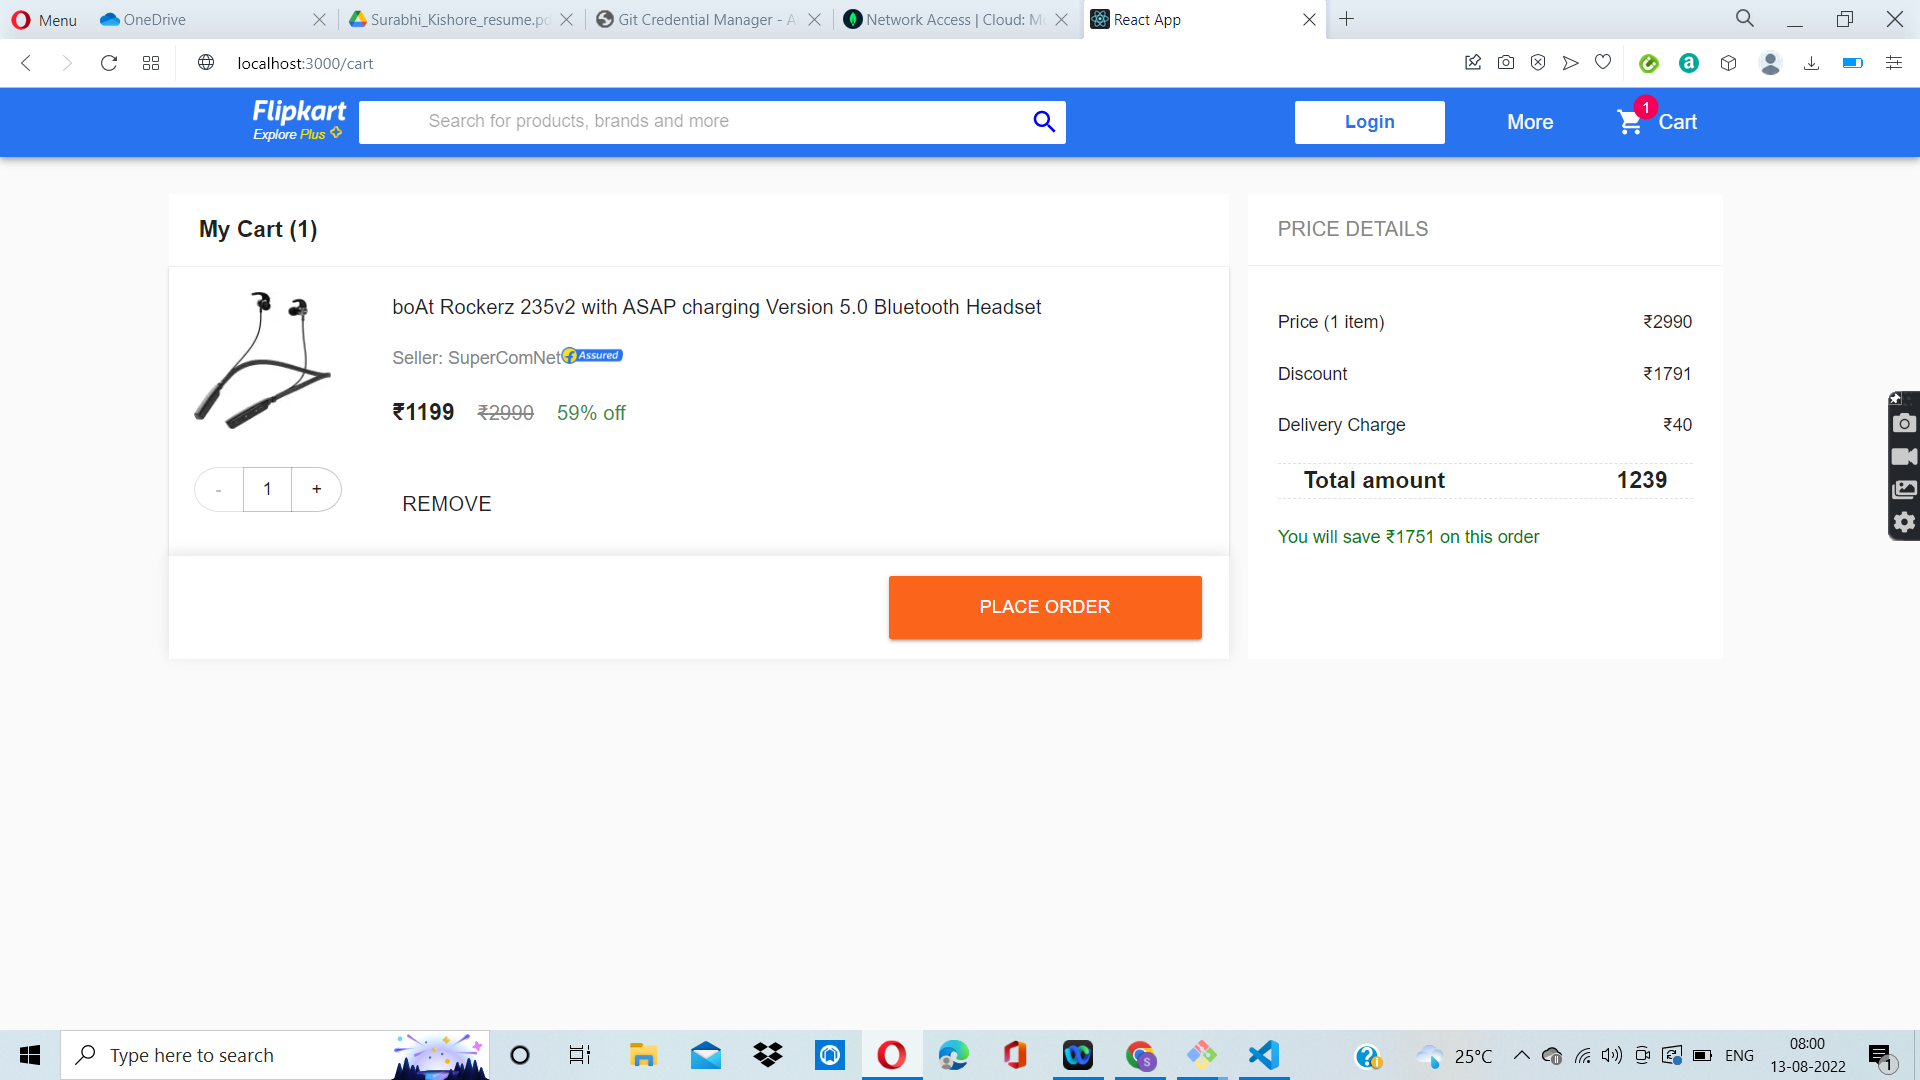 Menu
OneDrive
Surabhi_Kishore_resume.pd
Git Credential Manager - A
Network Access | Cloud: M
React App
localhost:3000/cart
Flipkart
Explore Plus
Search for products, brands and more
Login
More
1
Cart
My Cart (1)
boAt Rockerz 235v2 with ASAP charging Version 5.0 Bluetooth Headset
Seller: SuperComNet
Assured
₹1199 ₹2990 59% off
- 1 +
REMOVE
PLACE ORDER
PRICE DETAILS
Price (1 item) ₹2990
Discount ₹1791
Delivery Charge ₹40
Total amount 1239
You will save ₹1751 on this order
Type here to search
25°C
ENG
08:00
13-08-2022
1